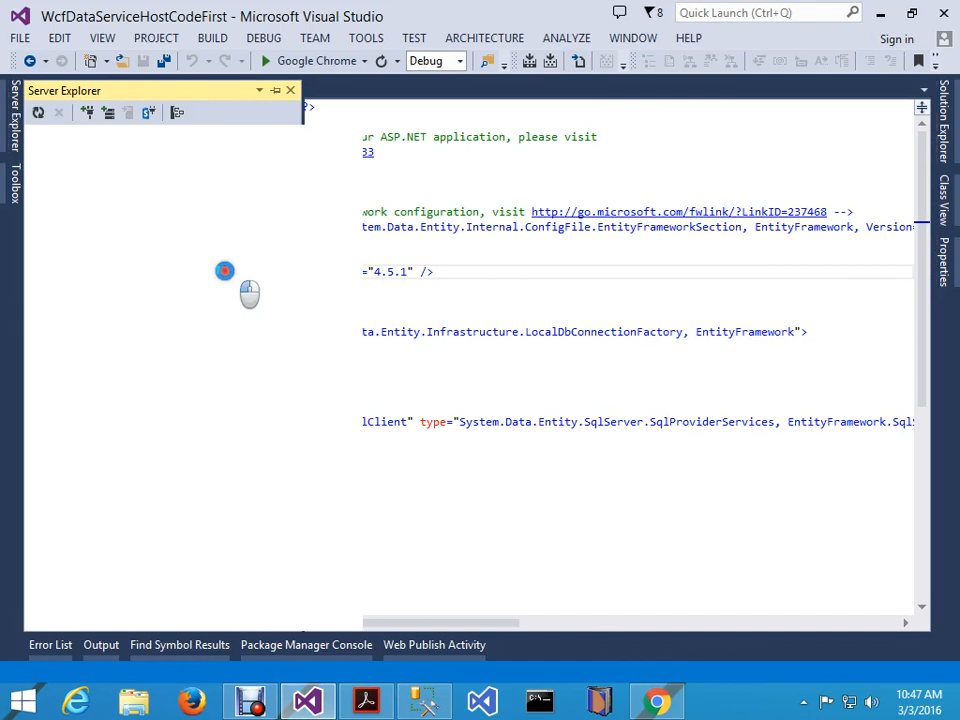 WcfDataServiceHostCodeFirst - Microsoft Visual Studio
8
Quick Launch (Ctrl+Q)
FILE EDIT VIEW PROJECT BUILD DEBUG TEAM TOOLS TEST ARCHITECTURE ANALYZE WINDOW HELP
Sign in
Google Chrome
Debug
Server Explorer
Toolbox
Server Explorer
?>
ur ASP.NET application, please visit
33
work configuration, visit http://go.microsoft.com/fwlink/?LinkID=237468 -->
tem.Data.Entity.Internal.ConfigFile.EntityFrameworkSection, EntityFramework, Version=
="4.5.1" />
ta.Entity.Infrastructure.LocalDbConnectionFactory, EntityFramework">
lClient" type="System.Data.Entity.SqlServer.SqlProviderServices, EntityFramework.Sql
Solution Explorer
Class View
Properties
Error List Output Find Symbol Results Package Manager Console Web Publish Activity
10:47 AM
3/3/2016